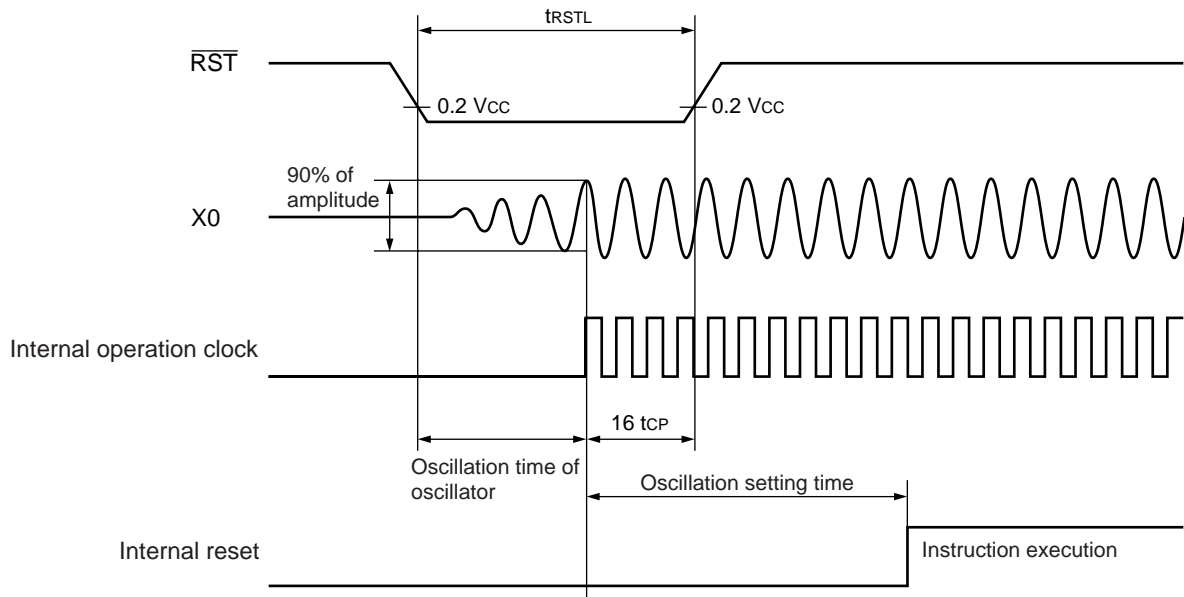 tRSTL
RST
0.2 VCC
0.2 VCC
90% of
amplitude
X0
Internal operation clock
16 tCP
Oscillation time of
oscillator
Oscillation setting time
Internal reset
Instruction execution